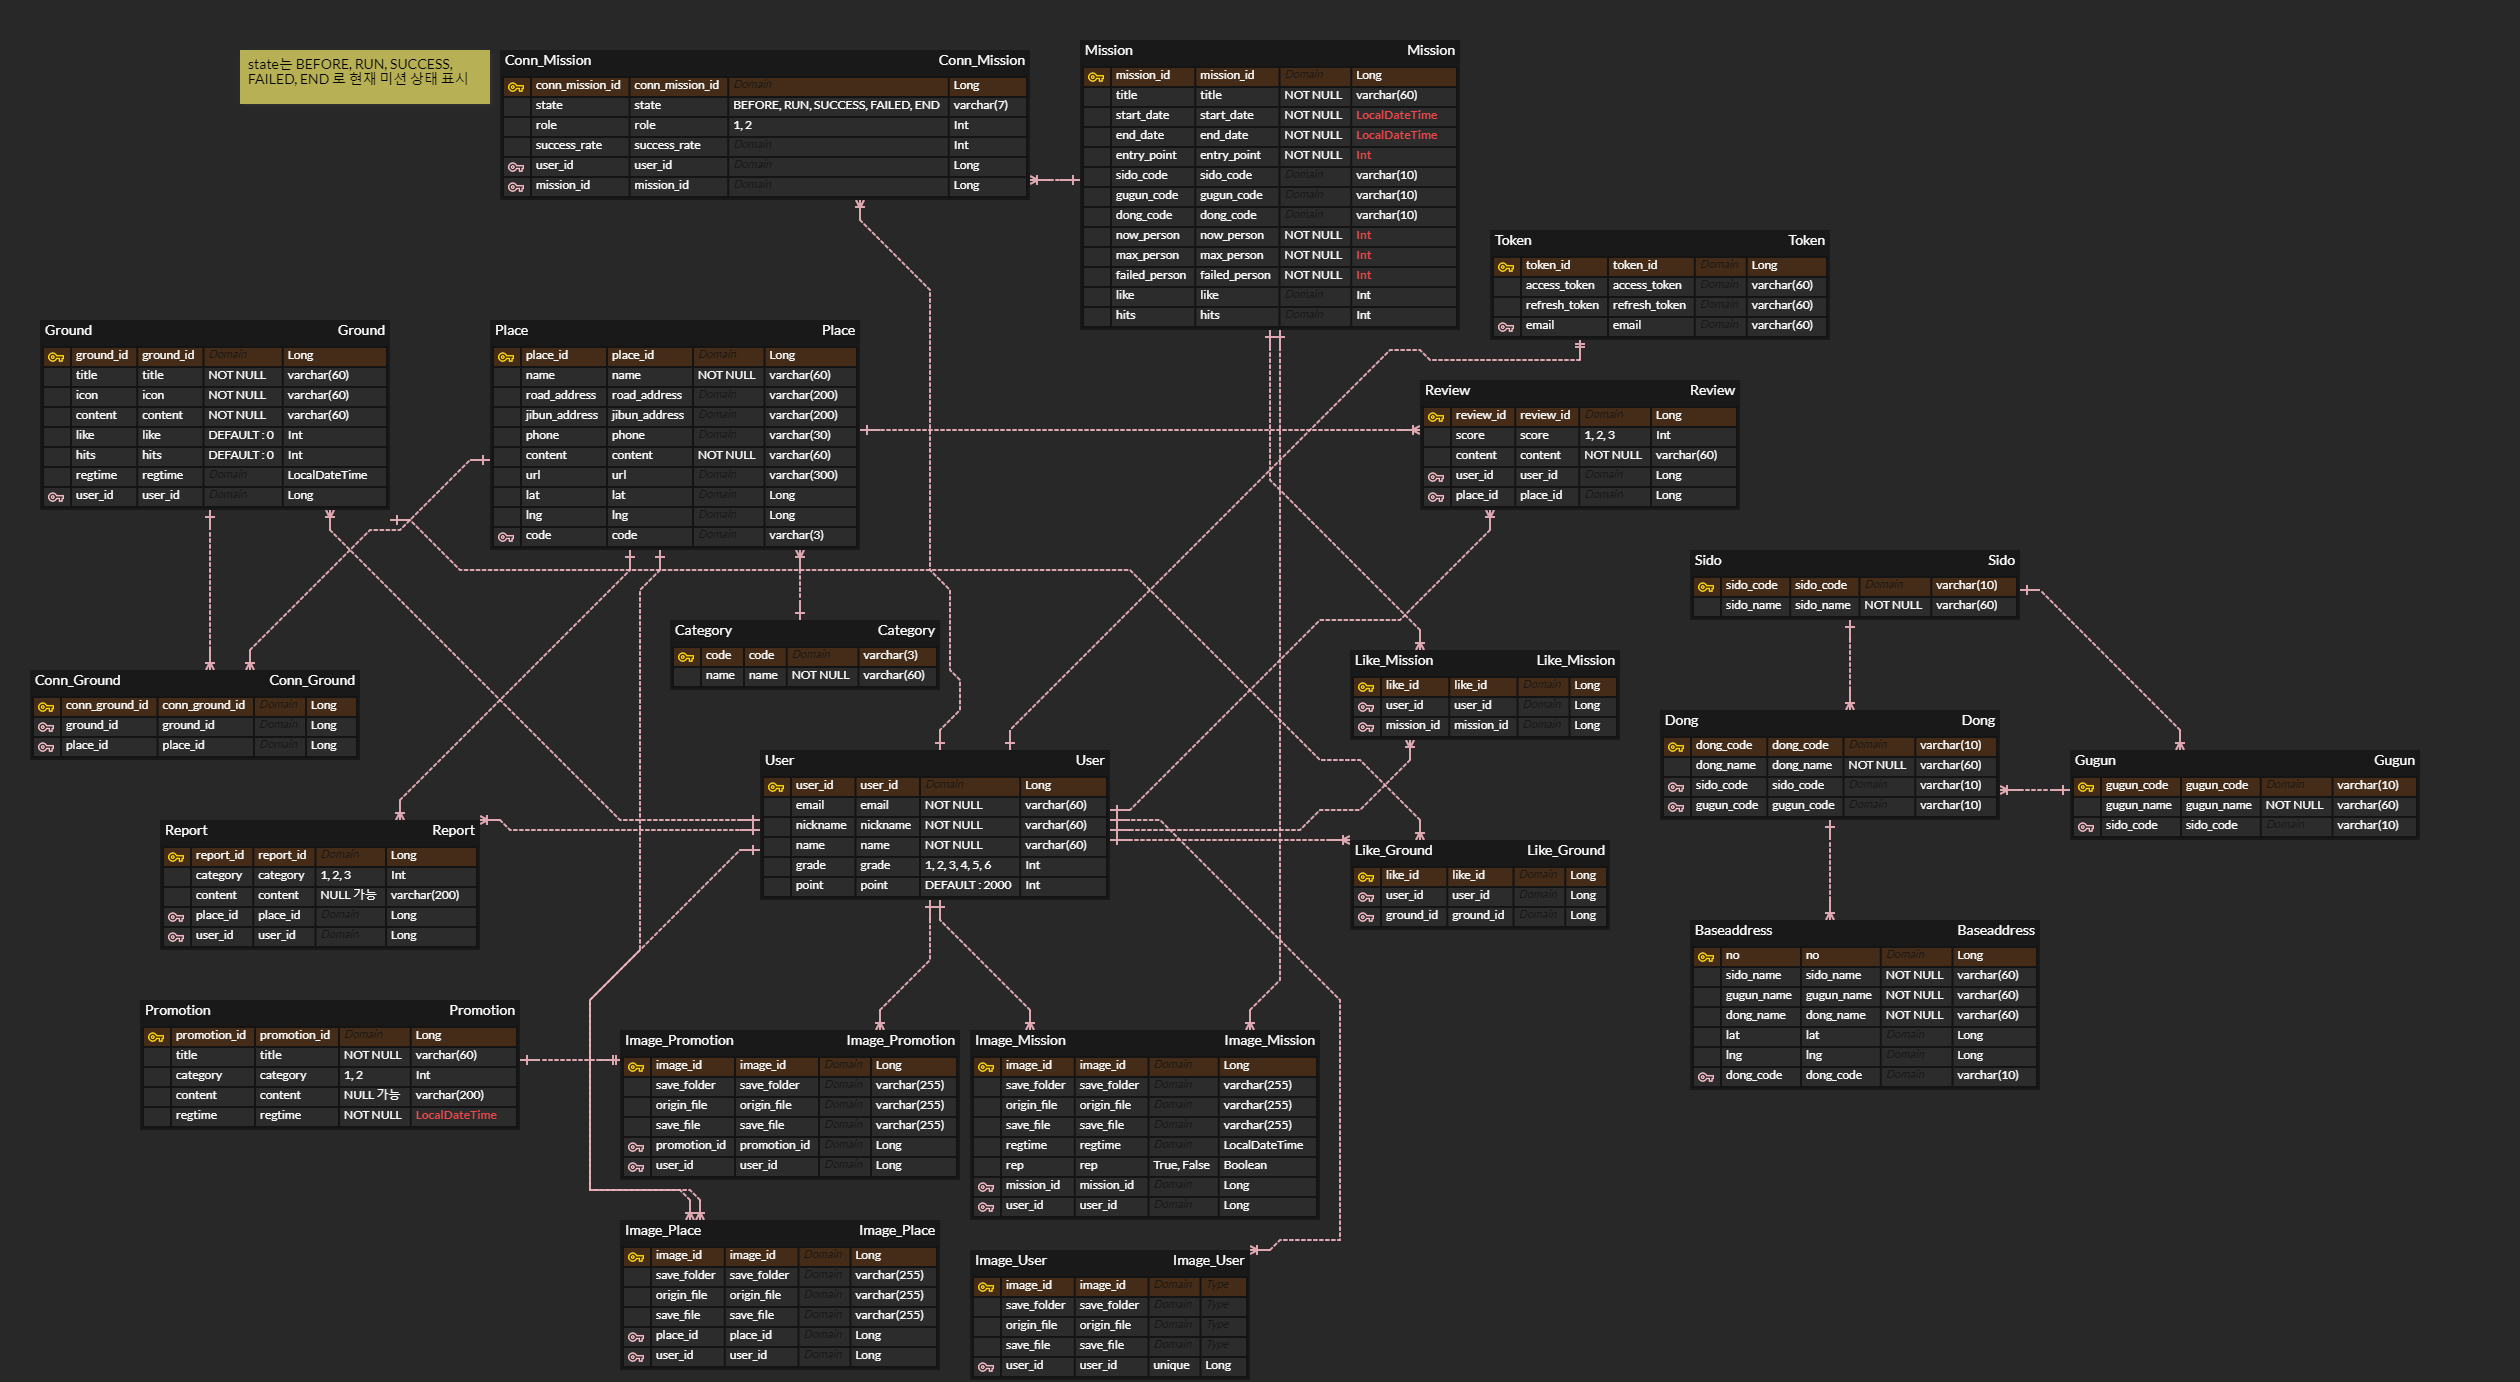 state는 BEFORE, RUN, SUCCESS,
FAILED, END 로 현재 미션 상태 표시
Conn_Mission Conn_Mission
conn_mission_id conn_mission_id Domain Long
state state BEFORE, RUN, SUCCESS, FAILED, END varchar(7)
role role 1, 2 Int
success_rate success_rate Domain Int
user_id user_id Domain Long
mission_id mission_id Domain Long
Mission Mission
mission_id mission_id Domain Long
title title NOT NULL varchar(60)
start_date start_date NOT NULL LocalDateTime
end_date end_date NOT NULL LocalDateTime
entry_point entry_point NOT NULL Int
sido_code sido_code Domain varchar(10)
gugun_code gugun_code Domain varchar(10)
dong_code dong_code Domain varchar(10)
now_person now_person NOT NULL Int
max_person max_person NOT NULL Int
failed_person failed_person NOT NULL Int
like like Domain Int
hits hits Domain Int
Token Token
token_id token_id Domain Long
access_token access_token Domain varchar(60)
refresh_token refresh_token Domain varchar(60)
email email Domain varchar(60)
Ground Ground
ground_id ground_id Domain Long
title title NOT NULL varchar(60)
icon icon NOT NULL varchar(60)
content content NOT NULL varchar(60)
like like DEFAULT : 0 Int
hits hits DEFAULT : 0 Int
regtime regtime Domain LocalDateTime
user_id user_id Domain Long
Place Place
place_id place_id Domain Long
name name NOT NULL varchar(60)
road_address road_address Domain varchar(200)
jibun_address jibun_address Domain varchar(200)
phone phone Domain varchar(30)
content content NOT NULL varchar(60)
url url Domain varchar(300)
lat lat Domain Long
lng lng Domain Long
code code Domain varchar(3)
Review Review
review_id review_id Domain Long
score score 1, 2, 3 Int
content content NOT NULL varchar(60)
user_id user_id Domain Long
place_id place_id Domain Long
Sido Sido
sido_code sido_code Domain varchar(10)
sido_name sido_name NOT NULL varchar(60)
Category Category
code code Domain varchar(3)
name name NOT NULL varchar(60)
Like_Mission Like_Mission
like_id like_id Domain Long
user_id user_id Domain Long
mission_id mission_id Domain Long
Conn_Ground Conn_Ground
conn_ground_id conn_ground_id Domain Long
ground_id ground_id Domain Long
place_id place_id Domain Long
Dong Dong
dong_code dong_code Domain varchar(10)
dong_name dong_name NOT NULL varchar(60)
sido_code sido_code Domain varchar(10)
gugun_code gugun_code Domain varchar(10)
Gugun Gugun
gugun_code gugun_code Domain varchar(10)
gugun_name gugun_name NOT NULL varchar(60)
sido_code sido_code Domain varchar(10)
User User
user_id user_id Domain Long
email email NOT NULL varchar(60)
nickname nickname NOT NULL varchar(60)
name name NOT NULL varchar(60)
grade grade 1, 2, 3, 4, 5, 6 Int
point point DEFAULT : 2000 Int
Report Report
report_id report_id Domain Long
category category 1, 2, 3 Int
content content NULL 가능 varchar(200)
place_id place_id Domain Long
user_id user_id Domain Long
Like_Ground Like_Ground
like_id like_id Domain Long
user_id user_id Domain Long
ground_id ground_id Domain Long
Baseaddress Baseaddress
no no Domain Long
sido_name sido_name NOT NULL varchar(60)
gugun_name gugun_name NOT NULL varchar(60)
dong_name dong_name NOT NULL varchar(60)
lat lat Domain Long
lng lng Domain Long
dong_code dong_code Domain varchar(10)
Promotion Promotion
promotion_id promotion_id Domain Long
title title NOT NULL varchar(60)
category category 1, 2 Int
content content NULL 가능 varchar(200)
regtime regtime NOT NULL LocalDateTime
Image_Promotion Image_Promotion
image_id image_id Domain Long
save_folder save_folder Domain varchar(255)
origin_file origin_file Domain varchar(255)
save_file save_file Domain varchar(255)
promotion_id promotion_id Domain Long
user_id user_id Domain Long
Image_Mission Image_Mission
image_id image_id Domain Long
save_folder save_folder Domain varchar(255)
origin_file origin_file Domain varchar(255)
save_file save_file Domain varchar(255)
regtime regtime Domain LocalDateTime
rep rep True, False Boolean
mission_id mission_id Domain Long
user_id user_id Domain Long
Image_Place Image_Place
image_id image_id Domain Long
save_folder save_folder Domain varchar(255)
origin_file origin_file Domain varchar(255)
save_file save_file Domain varchar(255)
place_id place_id Domain Long
user_id user_id Domain Long
Image_User Image_User
image_id image_id Domain Type
save_folder save_folder Domain Type
origin_file origin_file Domain Type
save_file save_file Domain Type
user_id user_id unique Long